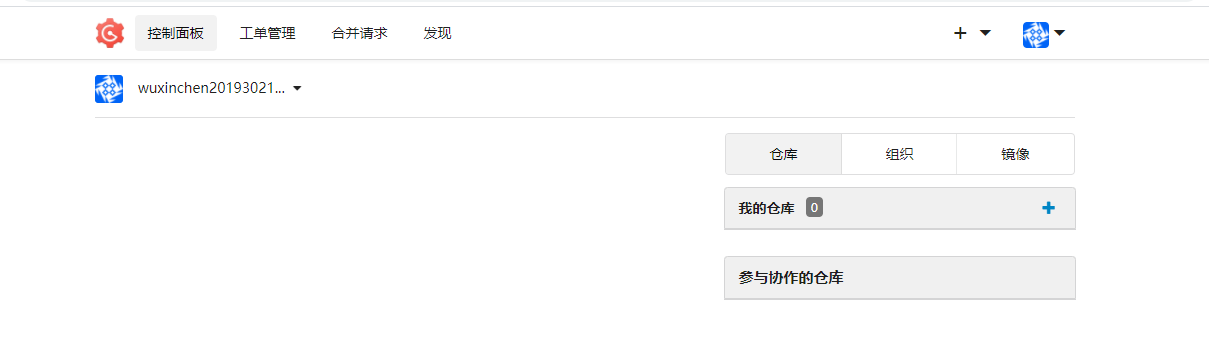 控制面板 工单管理 合并请求 发现
wuxinchen20193021...
仓库 组织 镜像
我的仓库 0
参与协作的仓库